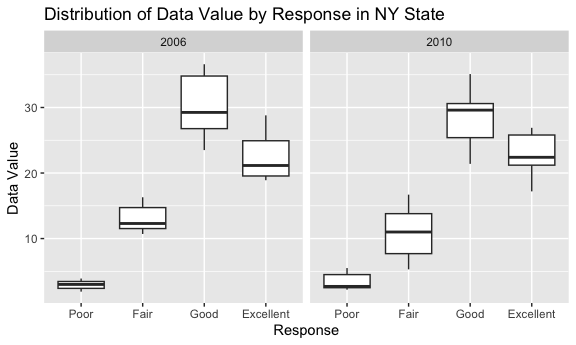 Distribution of Data Value by Response in NY State
2006
2010
Data Value
30
20
10
Poor Fair Good Excellent
Poor Fair Good Excellent
Response